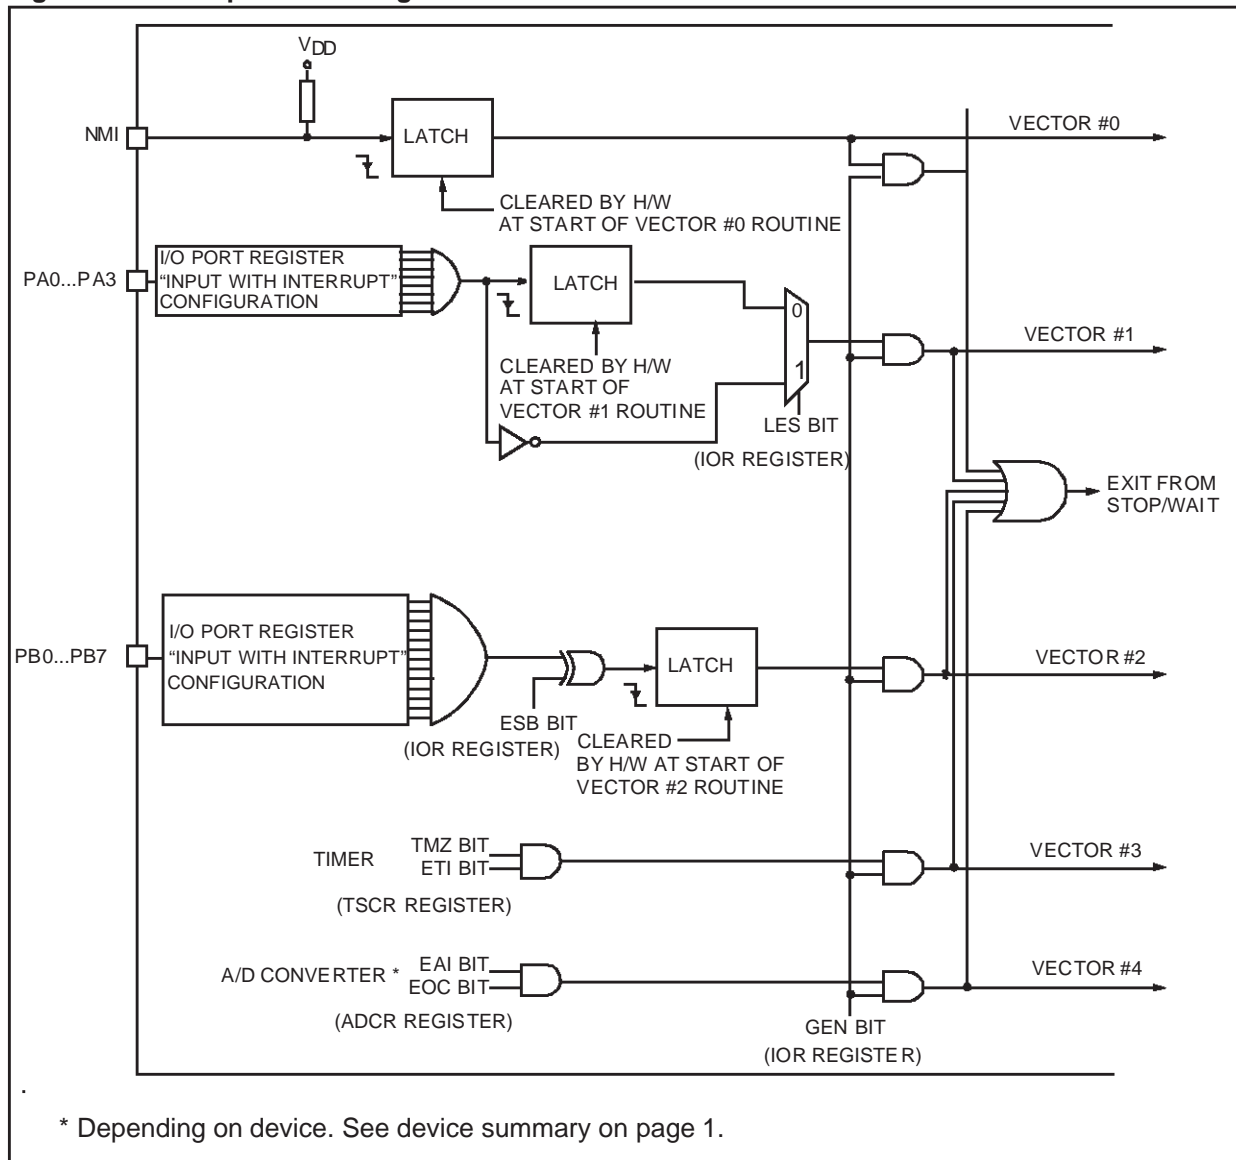 VDD
NMI
LATCH
VECTOR #0
CLEARED BY H/W
AT START OF VECTOR #0 ROUTINE
PA0...PA3
I/O PORT REGISTER
“INPUT WITH INTERRUPT”
CONFIGURATION
LATCH
0
1
VECTOR #1
CLEARED BY H/W
AT START OF
VECTOR #1 ROUTINE
LES BIT
(IOR REGISTER)
EXIT FROM
STOP/WAIT
PB0...PB7
I/O PORT REGISTER
“INPUT WITH INTERRUPT”
CONFIGURATION
LATCH
VECTOR #2
ESB BIT
(IOR REGISTER)
CLEARED
BY H/W AT START OF
VECTOR #2 ROUTINE
TIMER
TMZ BIT
ETI BIT
(TSCR REGISTER)
VECTOR #3
A/D CONVERTER *
EAI BIT
EOC BIT
(ADCR REGISTER)
VECTOR #4
GEN BIT
(IOR REGISTER)
.
* Depending on device. See device summary on page 1.